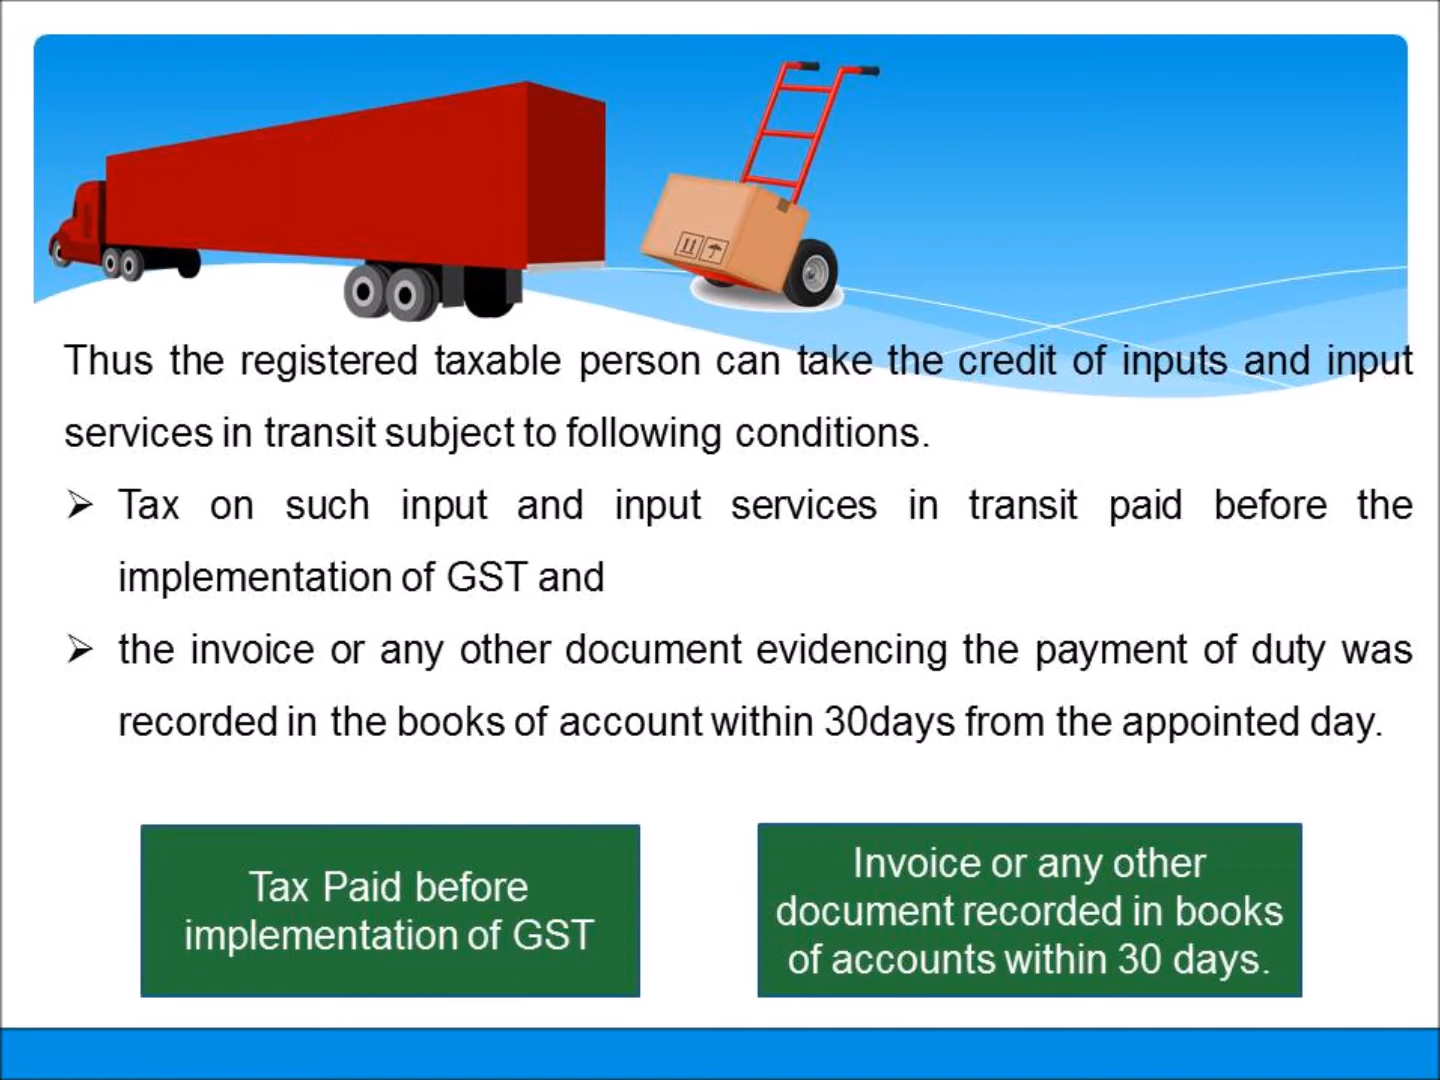 Thus the registered taxable person can take the credit of inputs and input
services in transit subject to following conditions.
➢ Tax on such input and input services in transit paid before the
implementation of GST and
➢ the invoice or any other document evidencing the payment of duty was
recorded in the books of account within 30days from the appointed day.
Tax Paid before
implementation of GST
Invoice or any other
document recorded in books
of accounts within 30 days.